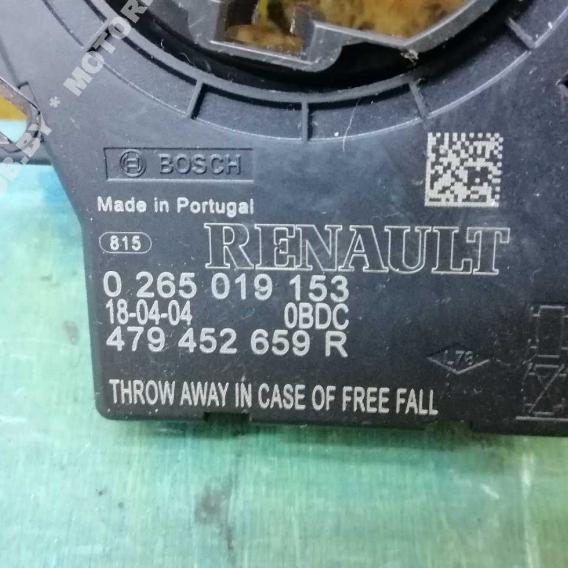 BOSCH
Made in Portugal
815
RENAULT
0 265 019 153
18-04-04 0BDC
479 452 659 R
THROW AWAY IN CASE OF FREE FALL